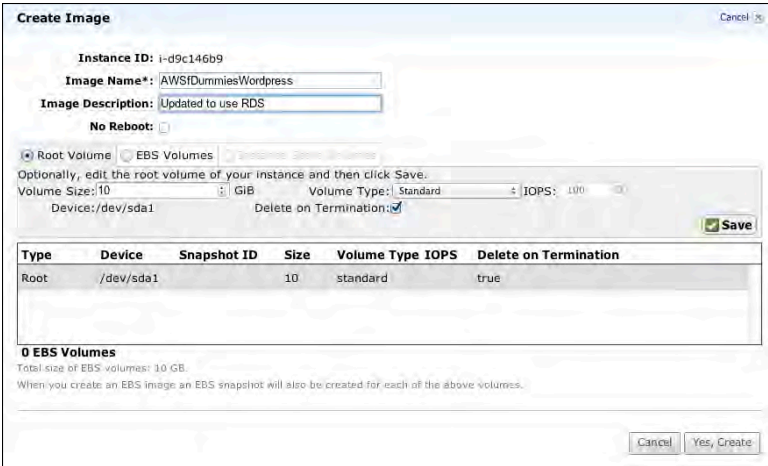 Create Image
Cancel
Instance ID: i-d9c146b9
Image Name*: AWSfDummiesWordpress
Image Description: Updated to use RDS
No Reboot:
Root Volume EBS Volumes
Optionally, edit the root volume of your instance and then click Save.
Volume Size: 10 GiB Volume Type: Standard IOPS: 100
Device:/dev/sda1 Delete on Termination:
Save
Type Device Snapshot ID Size Volume Type IOPS Delete on Termination
Root /dev/sda1 10 standard true
0 EBS Volumes
Total size of EBS volumes: 10 GB.
When you create an EBS image an EBS snapshot will also be created for each of the above volumes.
Cancel Yes, Create